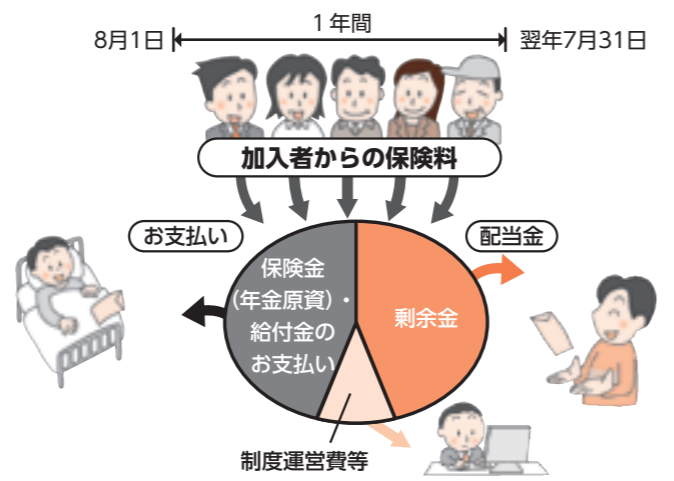 1年間
8月1日
翌年7月31日
加入者からの保険料
お支払い
配当金
保険金
(年金原資)・
給付金の
お支払い
剰余金
制度運営費等